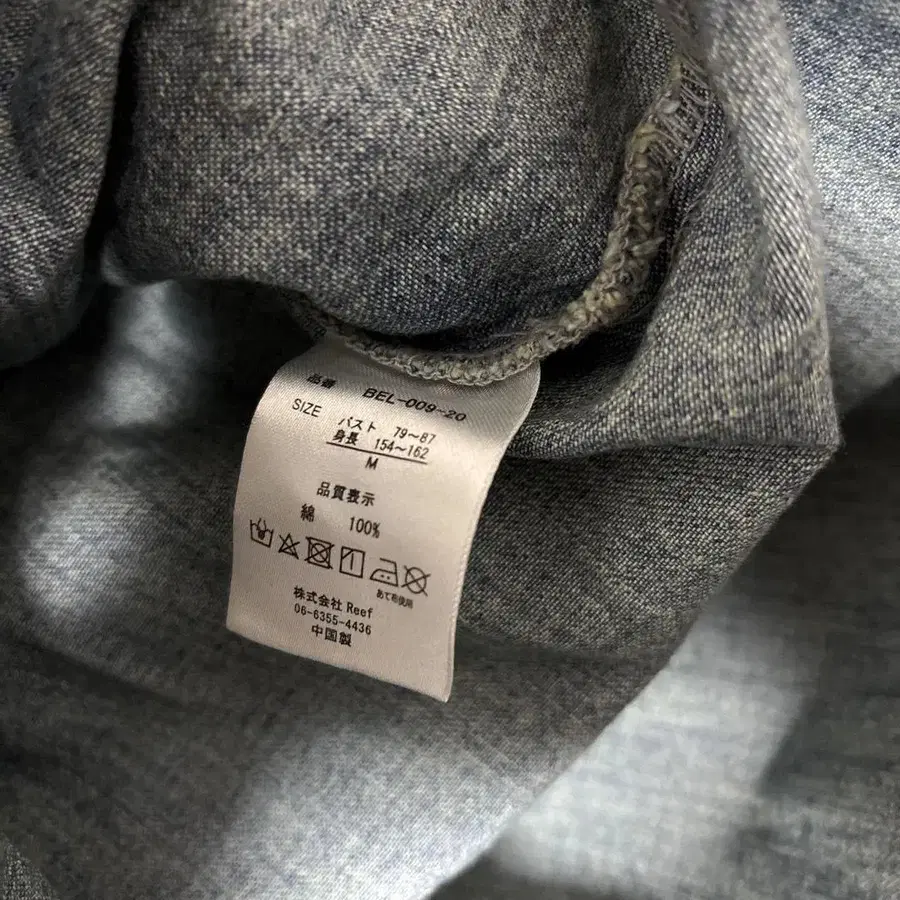 品番 BEL-009-20
SIZE バスト 79〜87
身長 154〜162
M
品質表示
綿 100%
あて布使用
株式会社 Reef
06-6355-4436
中国製